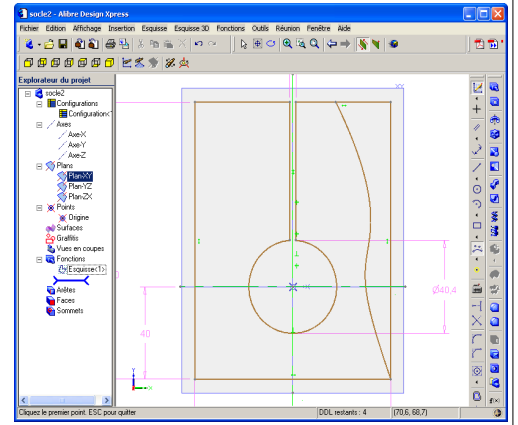 socle2 - Alibre Design Xpress
Fichier Edition Affichage Insertion Esquisse Esquisse 3D Fonctions Outils Réunion Fenêtre Aide
Explorateur du projet
socle2
Configurations
Configuration<1
Axes
Axe-X
Axe-Y
Axe-Z
Plans
Plan-XY
Plan-YZ
Plan-ZX
Points
Origine
Surfaces
Graffitis
Vues en coupes
Fonctions
Esquisse<1>
Arêtes
Faces
Sommets
XY
0
Ø40,4
40
Y
X
f(x)
Cliquez le premier point. ESC pour quitter
DDL restants : 4
(70,6, 68,7)